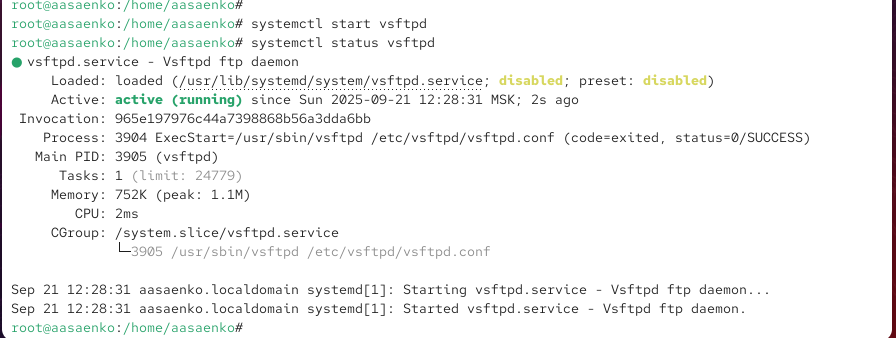 root@aasaenko:/home/aasaenko#
root@aasaenko:/home/aasaenko# systemctl start vsftpd
root@aasaenko:/home/aasaenko# systemctl status vsftpd
● vsftpd.service - Vsftpd ftp daemon
     Loaded: loaded (/usr/lib/systemd/system/vsftpd.service; disabled; preset: disabled)
     Active: active (running) since Sun 2025-09-21 12:28:31 MSK; 2s ago
 Invocation: 965e197976c44a7398868b56a3dda6bb
    Process: 3904 ExecStart=/usr/sbin/vsftpd /etc/vsftpd/vsftpd.conf (code=exited, status=0/SUCCESS)
   Main PID: 3905 (vsftpd)
      Tasks: 1 (limit: 24779)
     Memory: 752K (peak: 1.1M)
        CPU: 2ms
     CGroup: /system.slice/vsftpd.service
             └─3905 /usr/sbin/vsftpd /etc/vsftpd/vsftpd.conf
Sep 21 12:28:31 aasaenko.localdomain systemd[1]: Starting vsftpd.service - Vsftpd ftp daemon...
Sep 21 12:28:31 aasaenko.localdomain systemd[1]: Started vsftpd.service - Vsftpd ftp daemon.
root@aasaenko:/home/aasaenko#